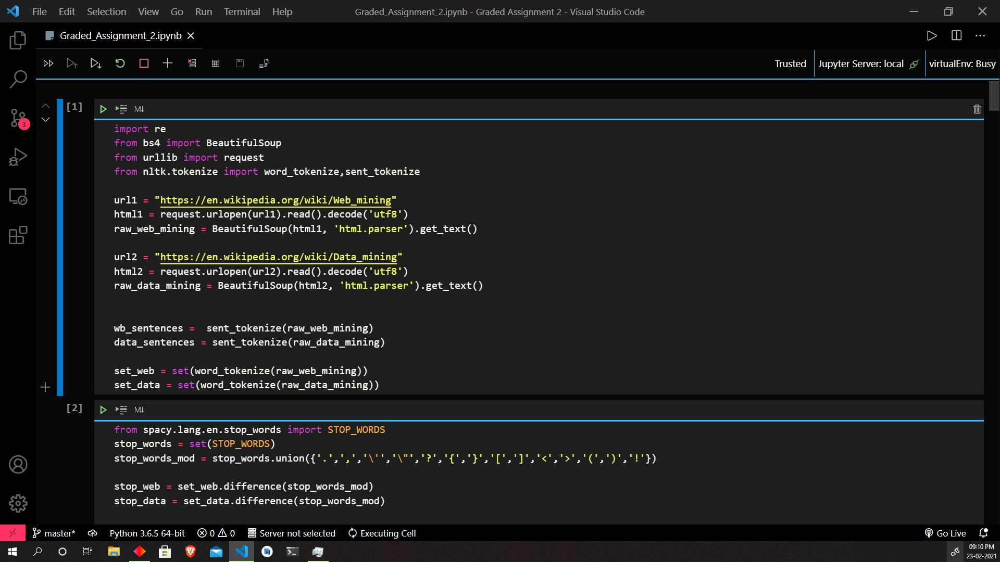 File Edit Selection View Go Run Terminal Help Graded_Assignment_2.ipynb - Graded Assignment 2 - Visual Studio Code
Graded_Assignment_2.ipynb
Trusted Jupyter Server: local virtualEnv: Busy
[1] M↓
import re
from bs4 import BeautifulSoup
from urllib import request
from nltk.tokenize import word_tokenize,sent_tokenize
url1 = "https://en.wikipedia.org/wiki/Web_mining"
html1 = request.urlopen(url1).read().decode('utf8')
raw_web_mining = BeautifulSoup(html1, 'html.parser').get_text()
url2 = "https://en.wikipedia.org/wiki/Data_mining"
html2 = request.urlopen(url2).read().decode('utf8')
raw_data_mining = BeautifulSoup(html2, 'html.parser').get_text()
wb_sentences =  sent_tokenize(raw_web_mining)
data_sentences = sent_tokenize(raw_data_mining)
set_web = set(word_tokenize(raw_web_mining))
set_data = set(word_tokenize(raw_data_mining))
[2] M↓
from spacy.lang.en.stop_words import STOP_WORDS
stop_words = set(STOP_WORDS)
stop_words_mod = stop_words.union({'.',',','\'','\"','?','{','}','[',']','<','>','(',')','!'})
stop_web = set_web.difference(stop_words_mod)
stop_data = set_data.difference(stop_words_mod)
3
master* Python 3.6.5 64-bit 0 0 Server not selected Executing Cell Go Live
09:10 PM
23-02-2021